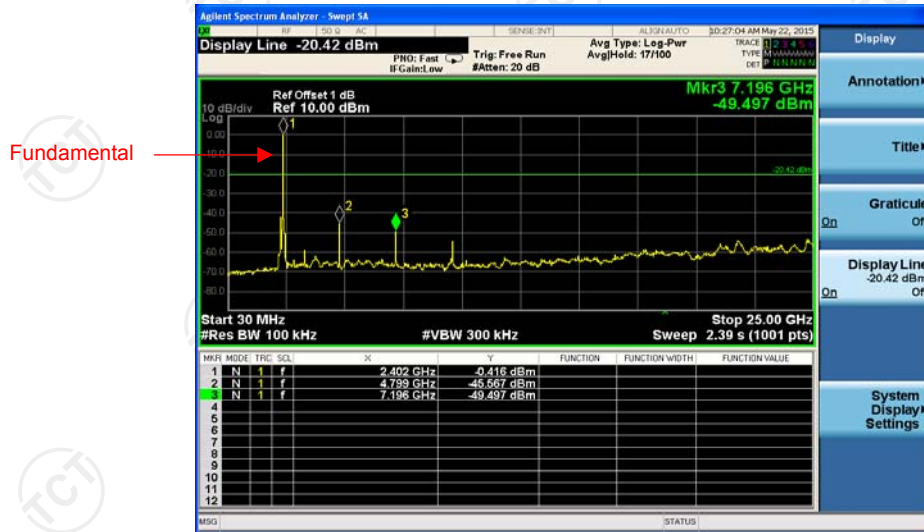 Agilent Spectrum Analyzer - Swept SA
RF 50 Ω AC SENSE:INT ALIGNAUTO 10:27:04 AM May 22, 2015
Display Line -20.42 dBm
PNO: Fast
IFGain:Low
Trig: Free Run
#Atten: 20 dB
Avg Type: Log-Pwr
Avg|Hold: 17/100
TRACE 1 2 3 4 5 6
TYPE M
DET P N N N N N
Mkr3 7.196 GHz
-49.497 dBm
Ref Offset 1 dB
10 dB/div Ref 10.00 dBm
Log
0.00
-10.0
-20.0
-30.0
-40.0
-50.0
-60.0
-70.0
-80.0
1
2
3
-20.42 dBm
Fundamental
Start 30 MHz Stop 25.00 GHz
#Res BW 100 kHz #VBW 300 kHz Sweep 2.39 s (1001 pts)
MKR MODE TRC SCL X Y FUNCTION FUNCTION WIDTH FUNCTION VALUE
1 N 1 f 2.402 GHz -0.416 dBm
2 N 1 f 4.799 GHz -45.567 dBm
3 N 1 f 7.196 GHz -49.497 dBm
4
5
6
7
8
9
10
11
12
MSG STATUS
Display
Annotation
Title
Graticule
On Of
Display Line
-20.42 dBm
On Of
System
Display
Settings
TCT
TCT